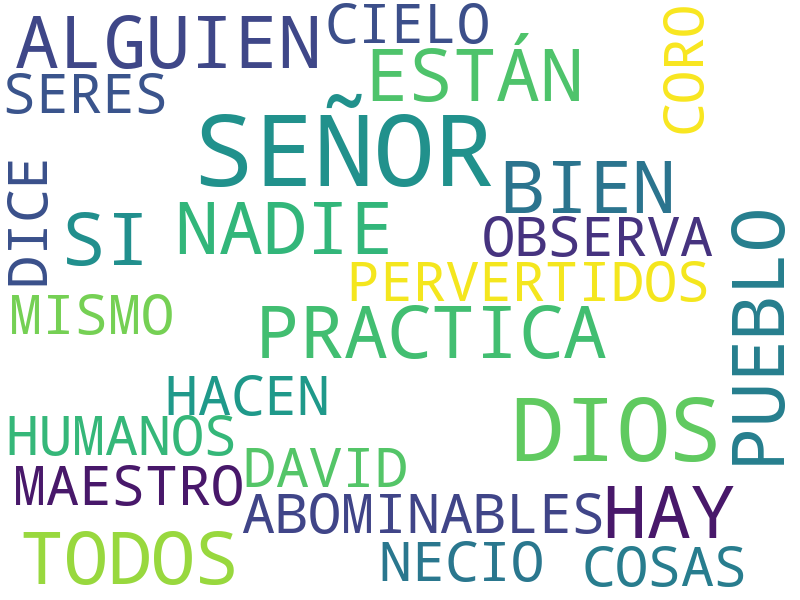 ALGUIEN
CIELO
CORO
SERES
ESTÁN
SEÑOR
DICE
BIEN
SI
NADIE
OBSERVA
PUEBLO
PERVERTIDOS
MISMO
PRACTICA
HACEN
DIOS
HUMANOS
DAVID
MAESTRO
ABOMINABLES
HAY
TODOS
NECIO
COSAS